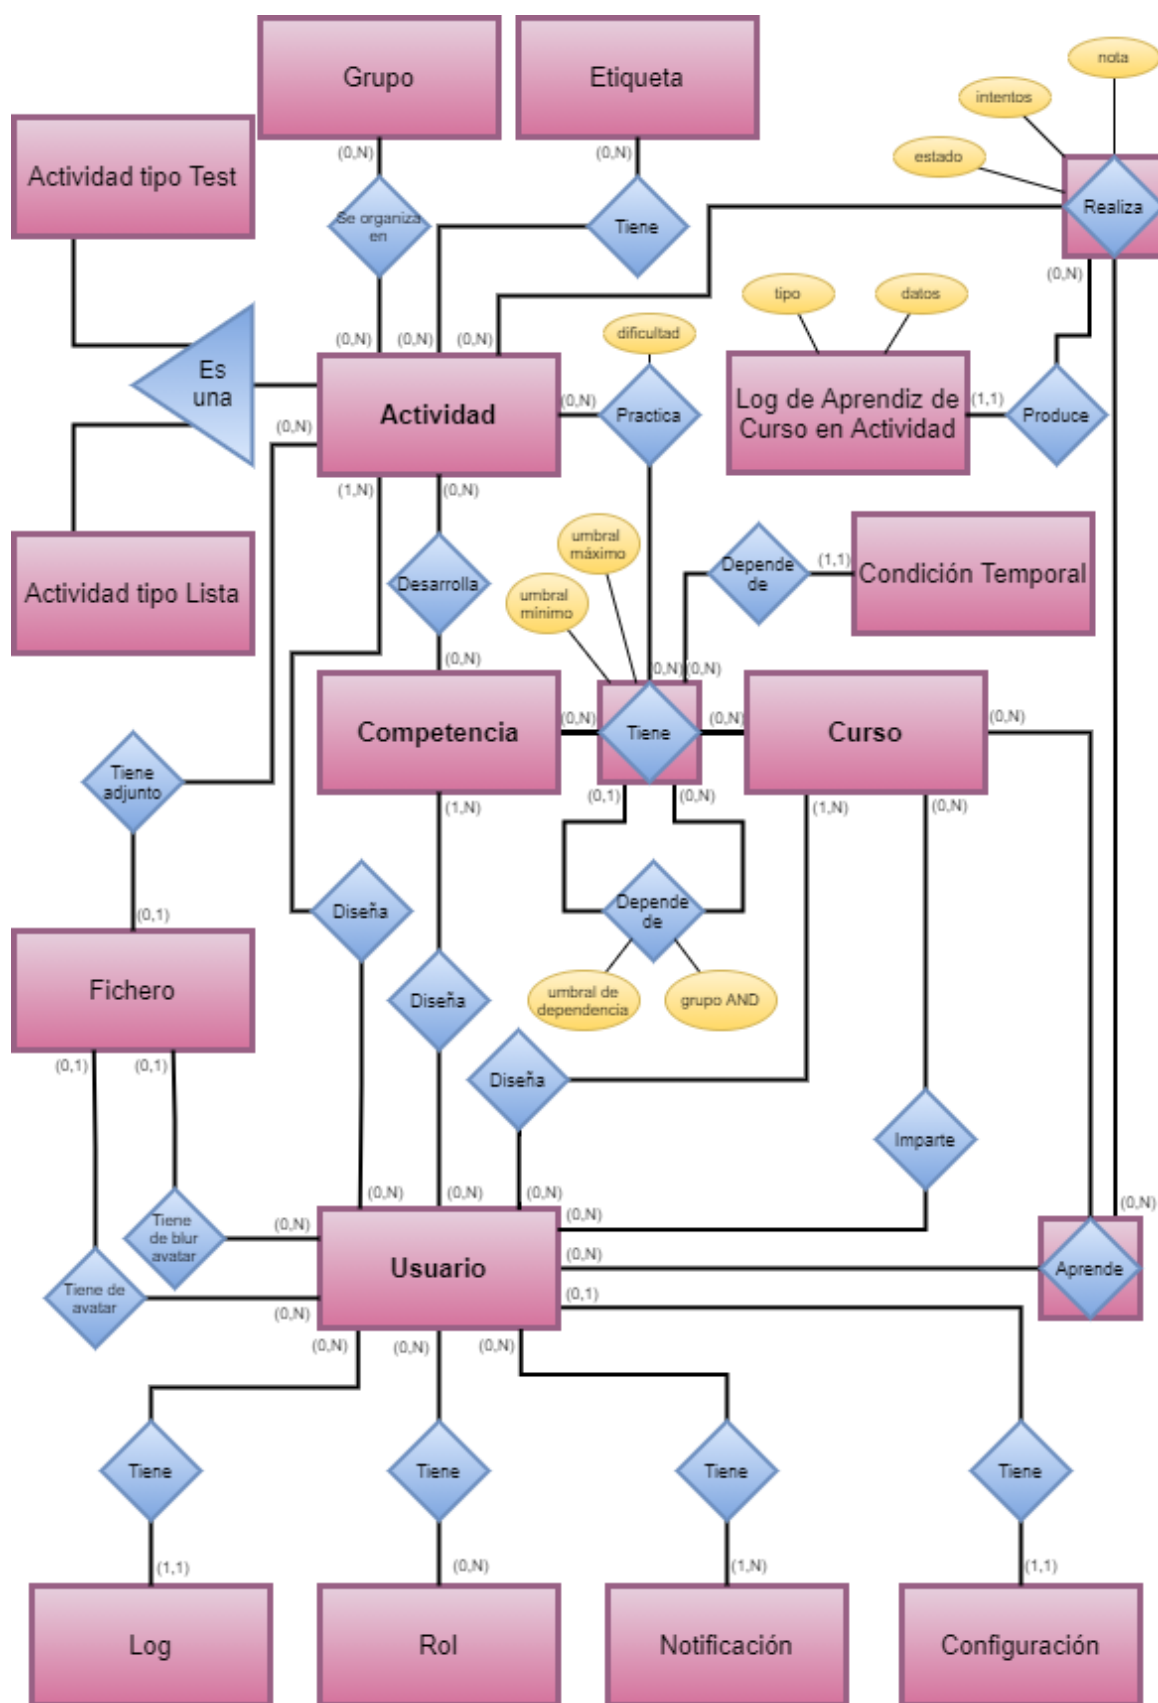 Grupo
Etiqueta
nota
intentos
estado
Actividad tipo Test
(0,N)
(0,N)
Se organiza
en
Tiene
Realiza
(0,N)
tipo
datos
dificultad
(0,N)
(0,N)
(0,N)
Es
una
Actividad
(0,N)
Practica
Log de Aprendiz de
Curso en Actividad
(1,1)
Produce
(0,N)
(1,N)
(0,N)
umbral
máximo
Depende
de
(1,1)
Condición Temporal
Actividad tipo Lista
Desarrolla
umbral
mínimo
(0,N)
(0,N)
(0,N)
Competencia
(0,N)
Tiene
(0,N)
Curso
(0,N)
Tiene
adjunto
(1,N)
(0,1)
(0,N)
(1,N)
(0,N)
Diseña
Depende
de
(0,1)
Fichero
Diseña
umbral de
dependencia
grupo AND
(0,1)
(0,1)
Diseña
Imparte
(0,N)
(0,N)
(0,N)
(0,N)
(0,N)
Tiene
de blur
avatar
(0,N)
Usuario
(0,N)
Aprende
Tiene de
avatar
(0,N)
(0,1)
(0,N)
(0,N)
(0,N)
Tiene
Tiene
Tiene
Tiene
(1,1)
(0,N)
(1,N)
(1,1)
Log
Rol
Notificación
Configuración